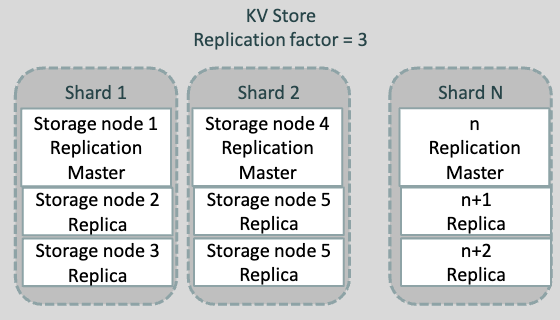 KV Store
Replication factor = 3
Shard 1
Storage node 1
Replication
Master
Storage node 2
Replica
Storage node 3
Replica
Shard 2
Storage node 4
Replication
Master
Storage node 5
Replica
Storage node 5
Replica
Shard N
n
Replication
Master
n+1
Replica
n+2
Replica